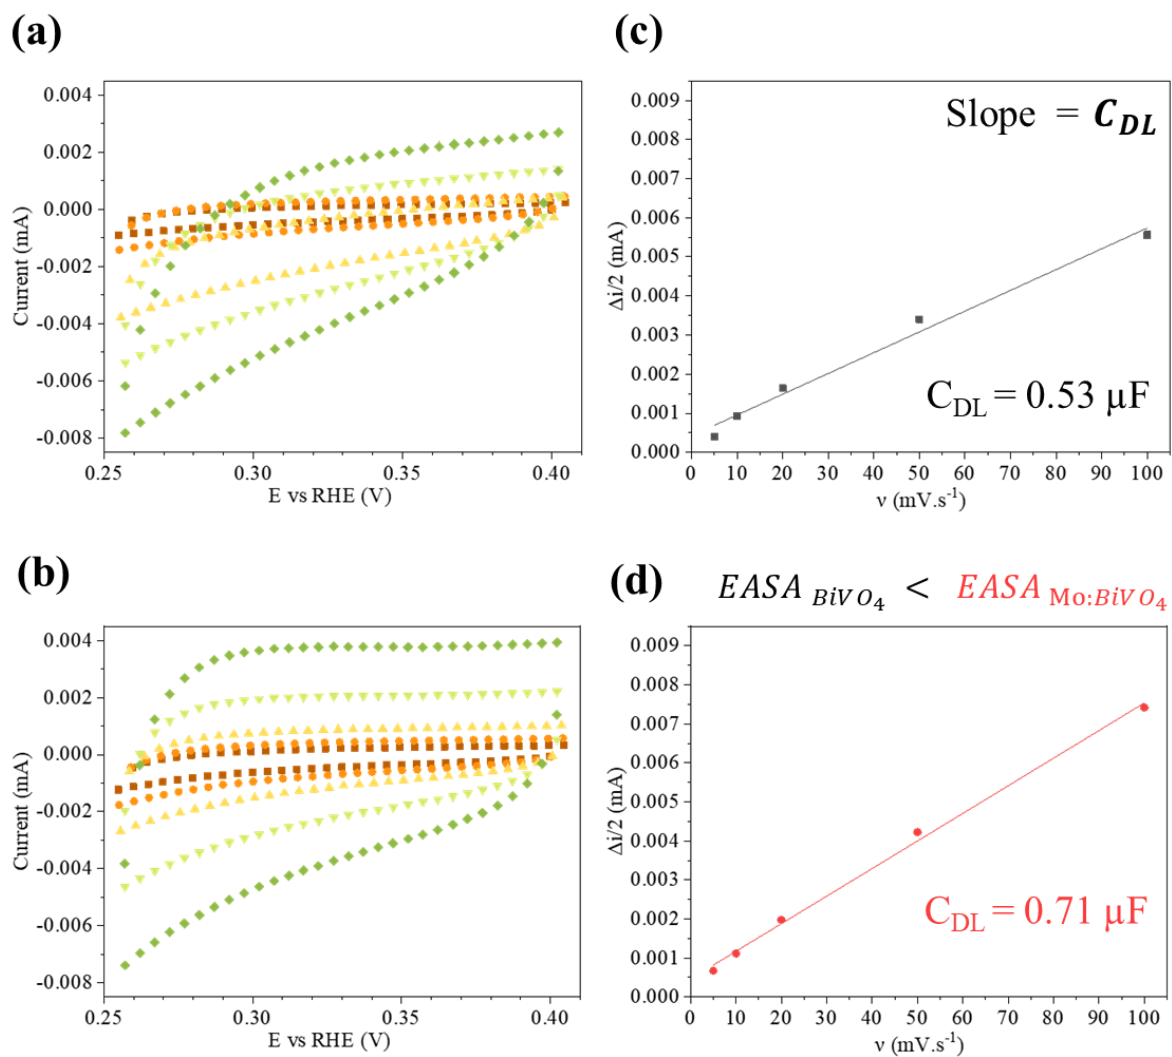 (a)
0.004
0.002
0.000
-0.002
-0.004
-0.006
-0.008
Current (mA)
0.25 0.30 0.35 0.40
E vs RHE (V)
(c)
Slope = C_DL
0.009
0.008
0.007
0.006
0.005
0.004
0.003
0.002
0.001
0.000
Δi/2 (mA)
C_DL = 0.53 μF
0 10 20 30 40 50 60 70 80 90 100
ν (mV.s⁻¹)
(b)
0.004
0.002
0.000
-0.002
-0.004
-0.006
-0.008
Current (mA)
0.25 0.30 0.35 0.40
E vs RHE (V)
(d)
EASA BiVO₄ < EASA Mo:BiVO₄
0.009
0.008
0.007
0.006
0.005
0.004
0.003
0.002
0.001
0.000
Δi/2 (mA)
C_DL = 0.71 μF
0 10 20 30 40 50 60 70 80 90 100
ν (mV.s⁻¹)